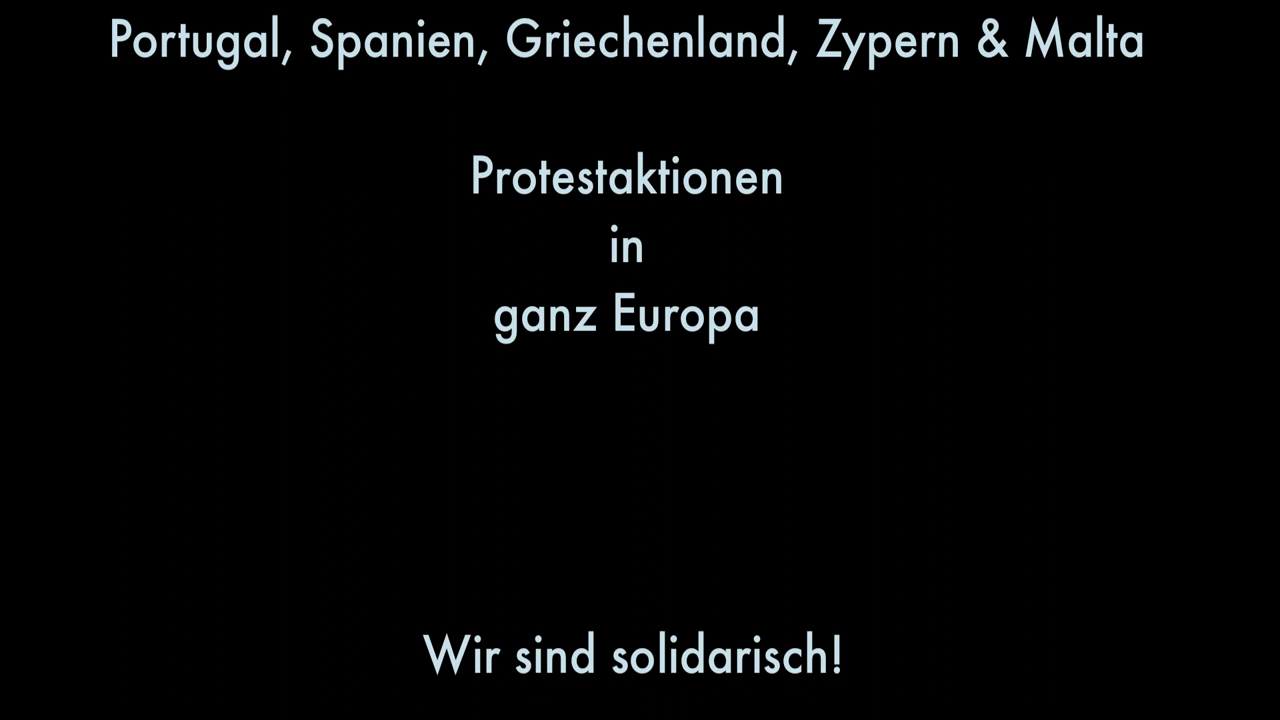 Portugal, Spanien, Griechenland, Zypern & Malta
Protestaktionen
in
ganz Europa
Wir sind solidarisch!